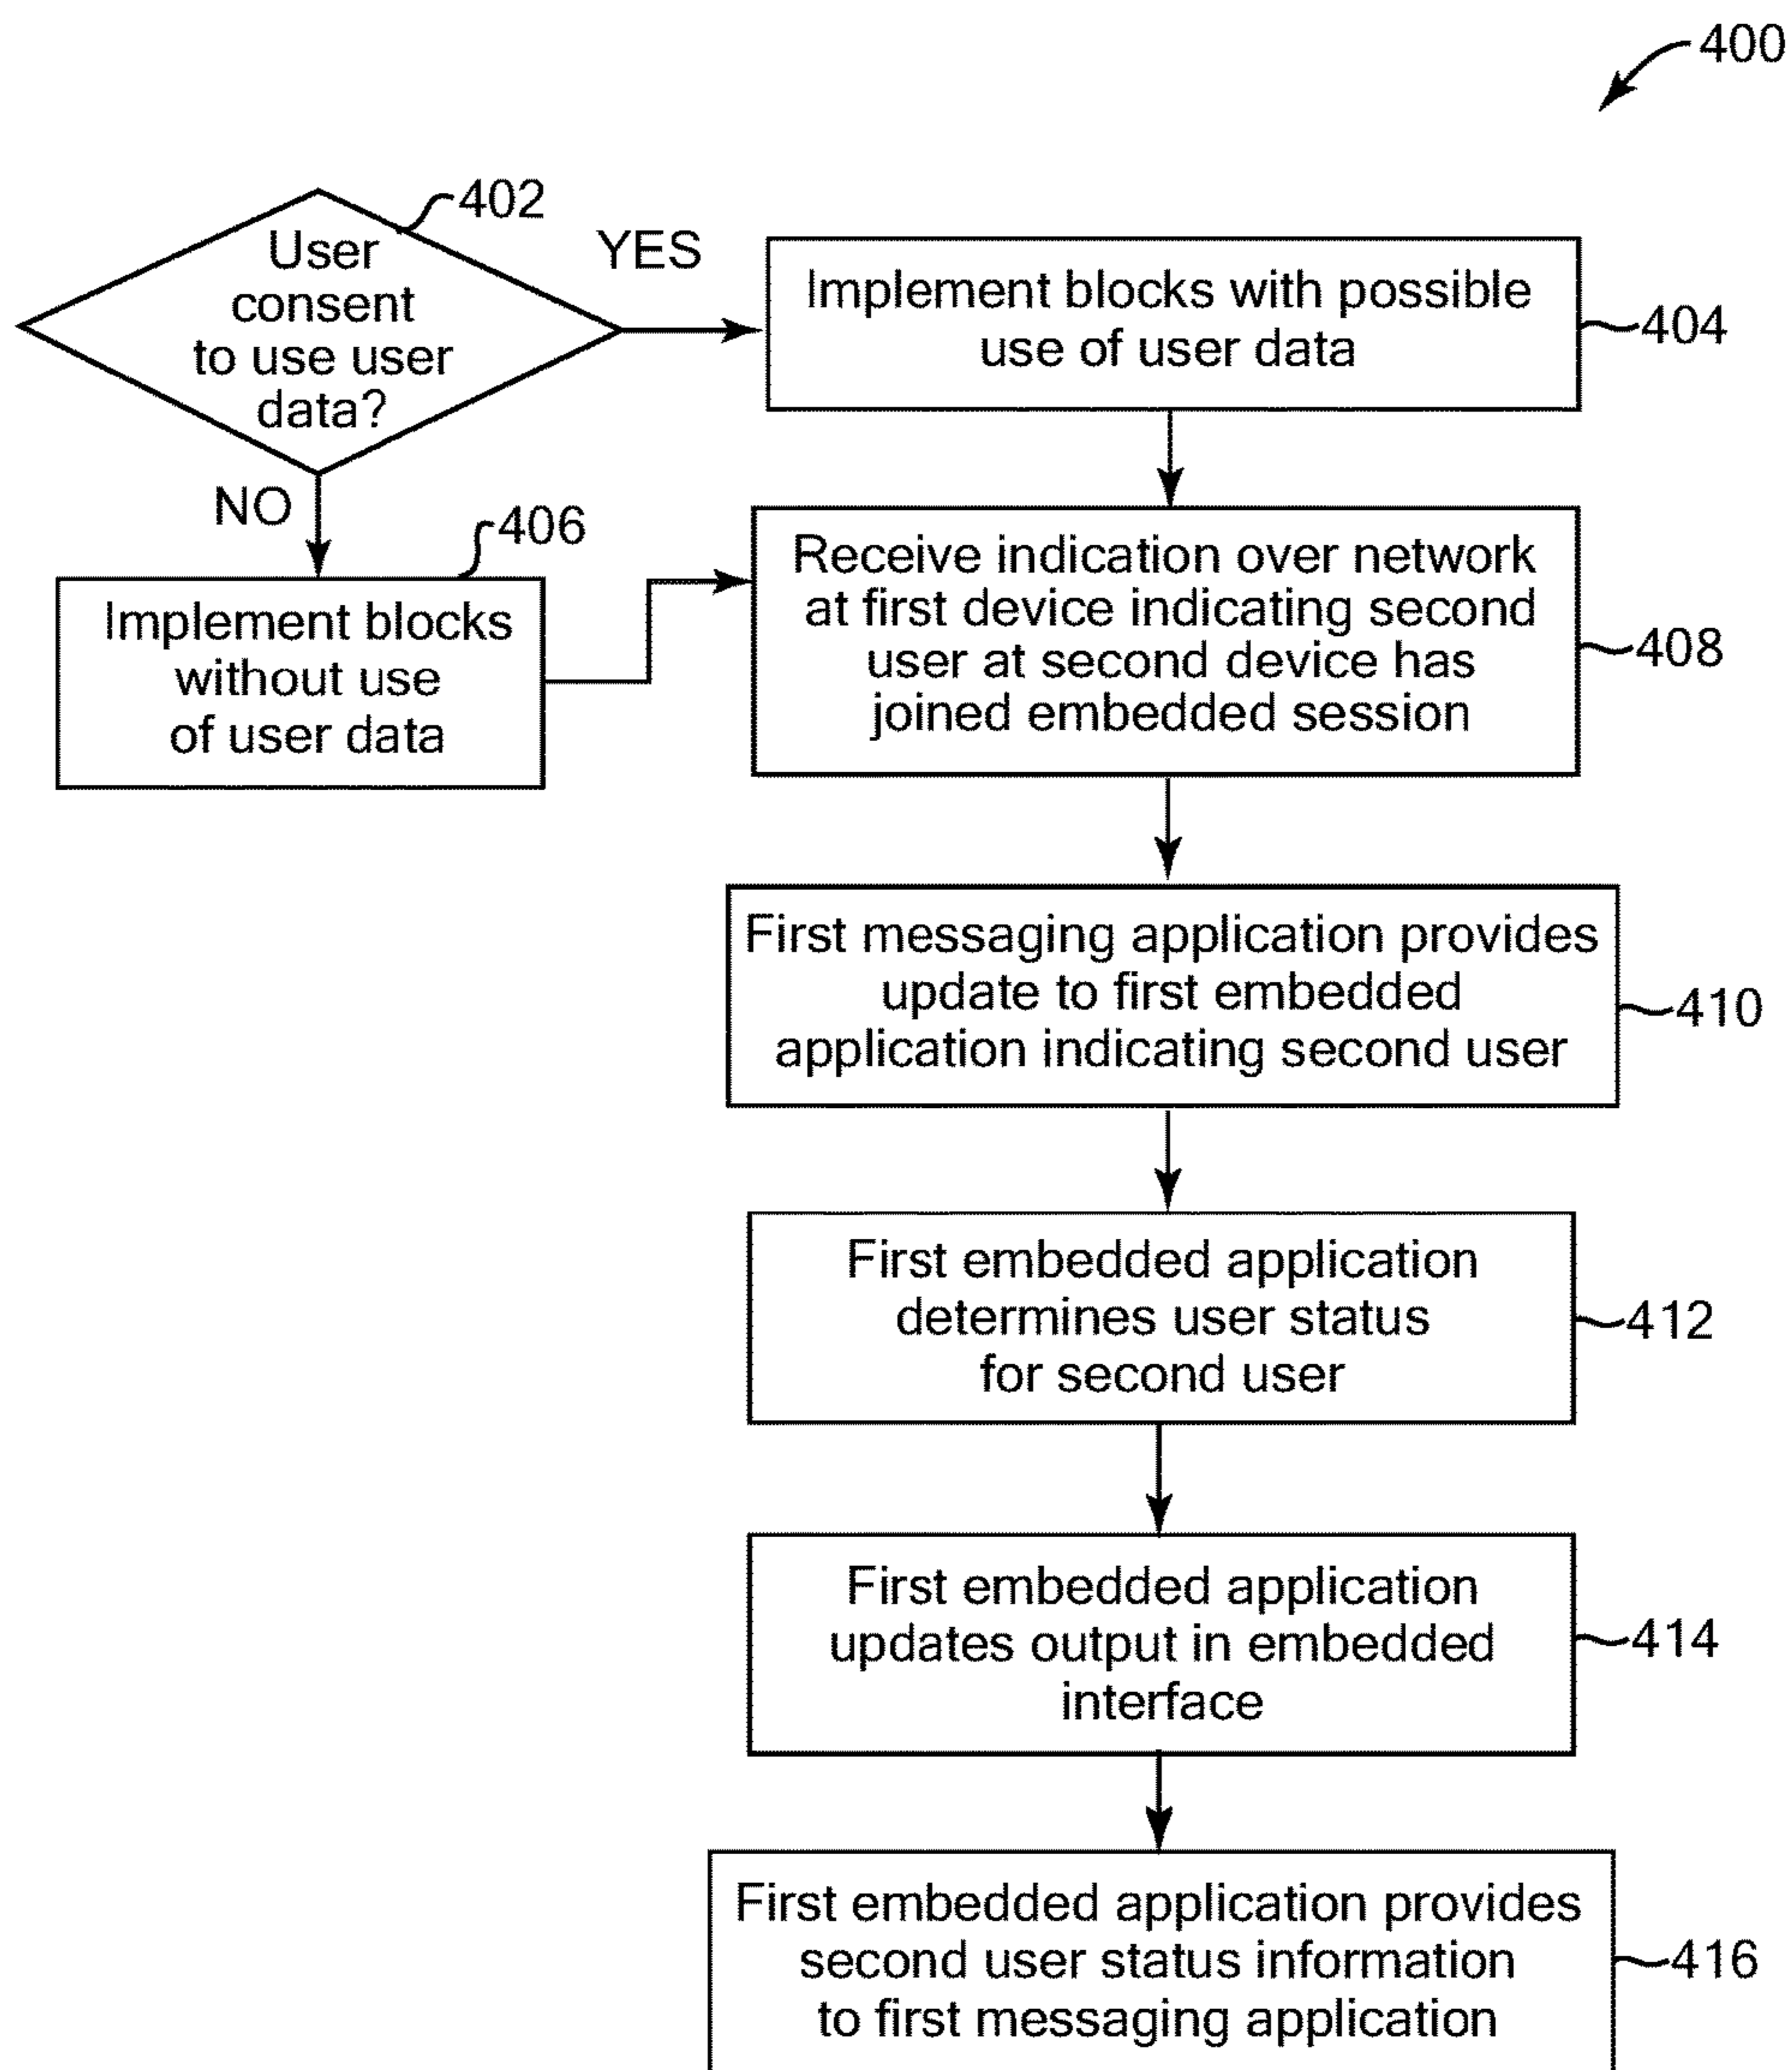 400
402
User
consent
to use user
data?
YES
NO
Implement blocks with possible
use of user data
404
406
Implement blocks
without use
of user data
Receive indication over network
at first device indicating second
user at second device has
joined embedded session
408
First messaging application provides
update to first embedded
application indicating second user
410
First embedded application
determines user status
for second user
412
First embedded application
updates output in embedded
interface
414
First embedded application provides
second user status information
to first messaging application
416